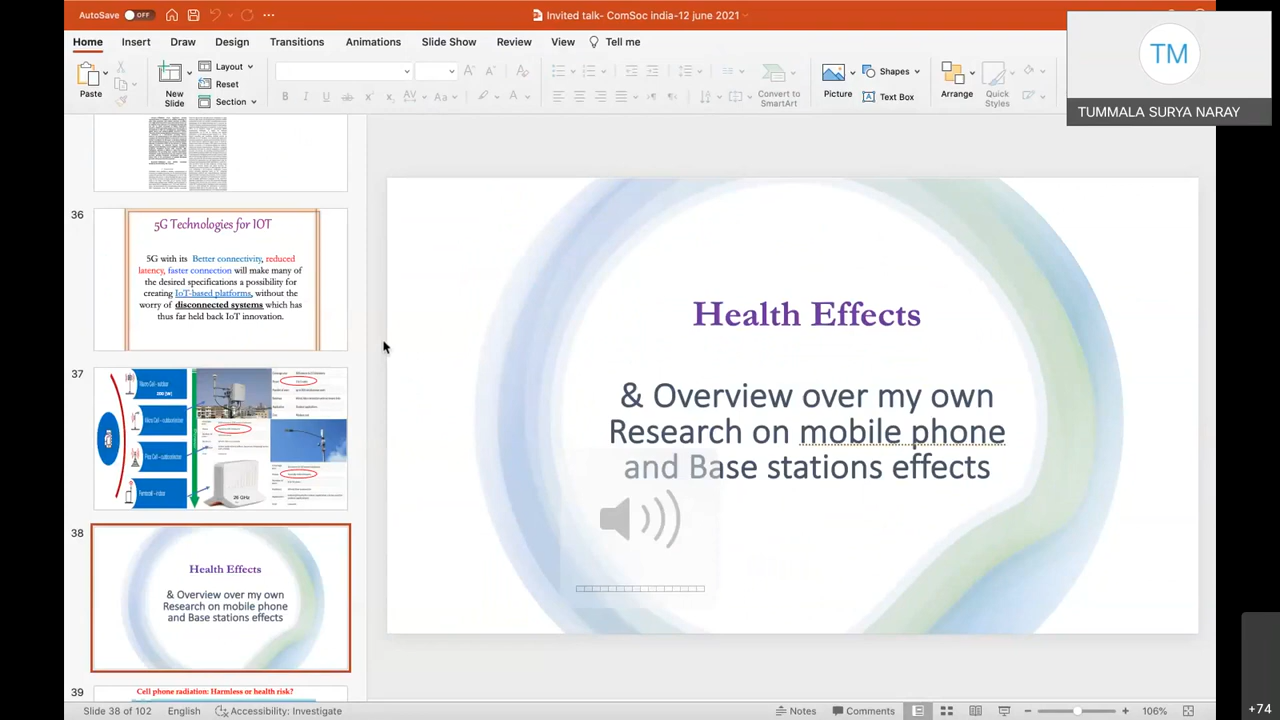 AutoSave OFF
Invited talk- ComSoc india-12 june 2021
Home Insert Draw Design Transitions Animations Slide Show Review View Tell me
Paste
New
Slide
Layout
Reset
Section
Convert to
SmartArt
Picture
Shapes
Text Box
Arrange
Quick
Styles
TM
TUMMALA SURYA NARAY
36
5G Technologies for IOT
5G with its Better connectivity, reduced
latency, faster connection will make many of
the desired specifications a possibility for
creating IoT-based platforms, without the
worry of disconnected systems which has
thus far held back IoT innovation.
37
26 GHz
38
Health Effects
& Overview over my own
Research on mobile phone
and Base stations effects
39
Cell phone radiation: Harmless or health risk?
Health Effects
& Overview over my own
Research on mobile phone
and Base stations effects
Slide 38 of 102 English Accessibility: Investigate
Notes Comments 106%
+74